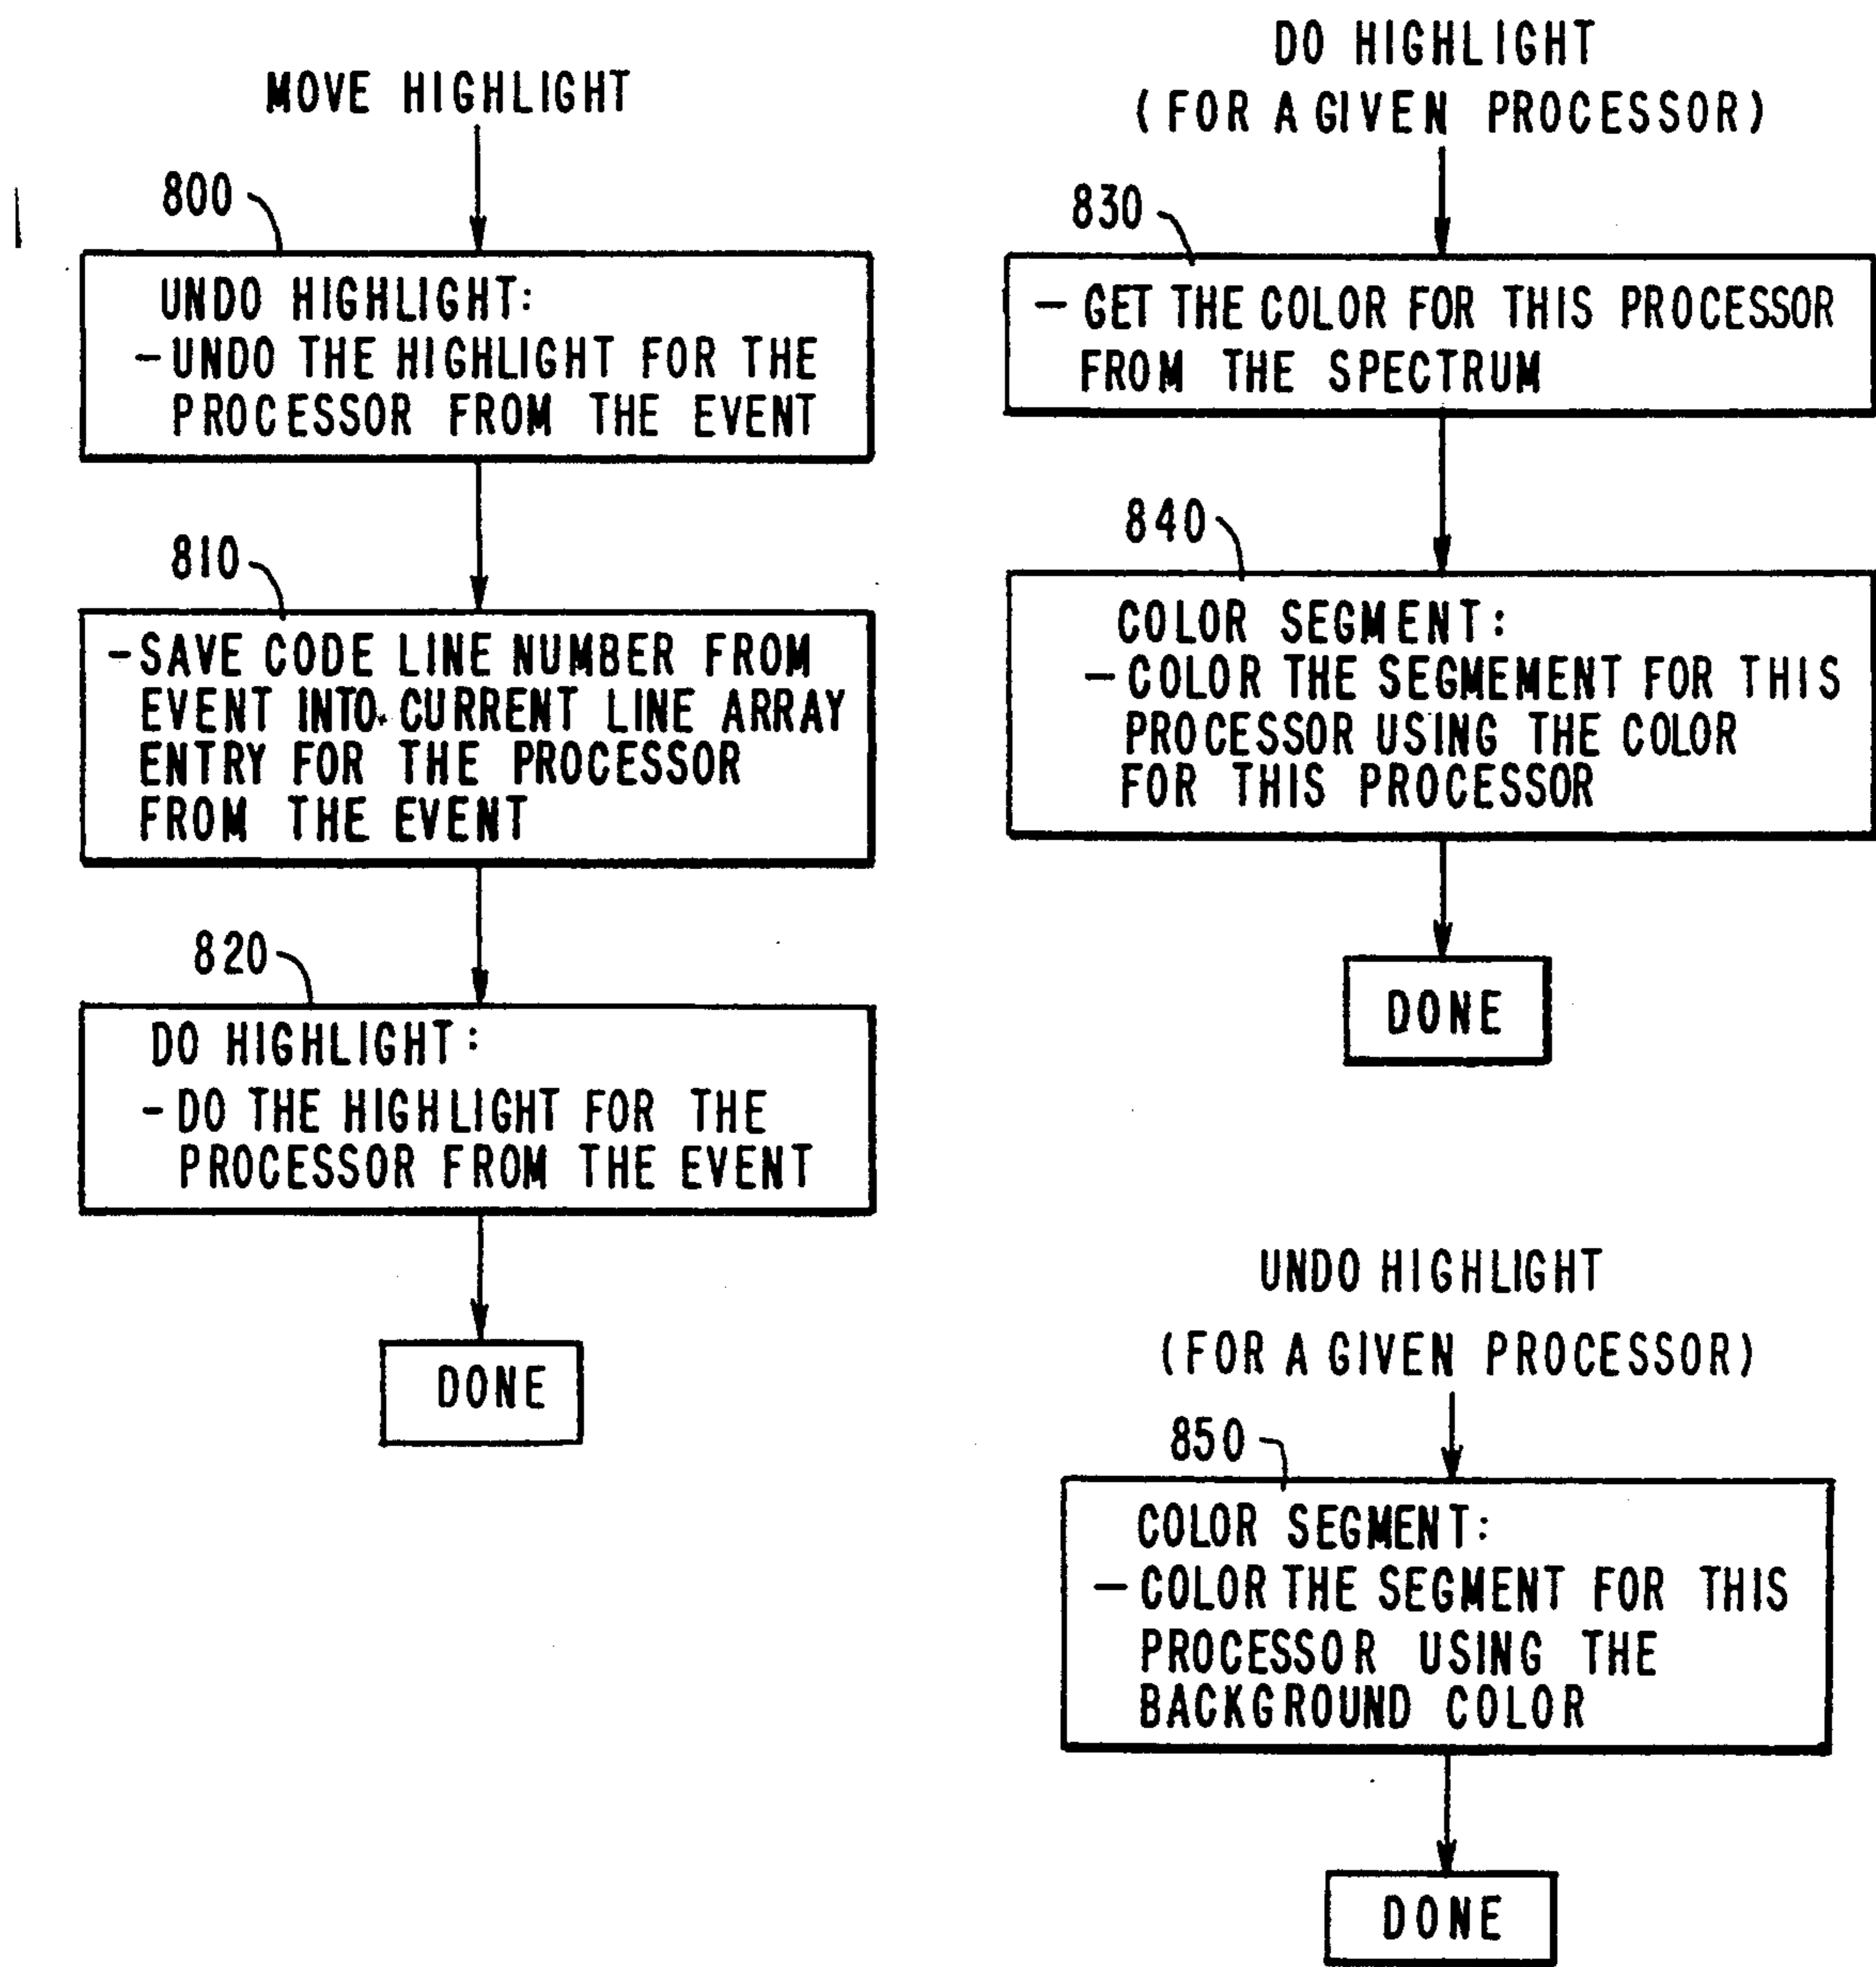 MOVE HIGHLIGHT
800
UNDO HIGHLIGHT:
- UNDO THE HIGHLIGHT FOR THE
PROCESSOR FROM THE EVENT
810
- SAVE CODE LINE NUMBER FROM
EVENT INTO CURRENT LINE ARRAY
ENTRY FOR THE PROCESSOR
FROM THE EVENT
820
DO HIGHLIGHT:
- DO THE HIGHLIGHT FOR THE
PROCESSOR FROM THE EVENT
DONE
DO HIGHLIGHT
(FOR A GIVEN PROCESSOR)
830
- GET THE COLOR FOR THIS PROCESSOR
FROM THE SPECTRUM
840
COLOR SEGMENT:
- COLOR THE SEGMEMENT FOR THIS
PROCESSOR USING THE COLOR
FOR THIS PROCESSOR
DONE
UNDO HIGHLIGHT
(FOR A GIVEN PROCESSOR)
850
COLOR SEGMENT:
- COLOR THE SEGMENT FOR THIS
PROCESSOR USING THE
BACKGROUND COLOR
DONE